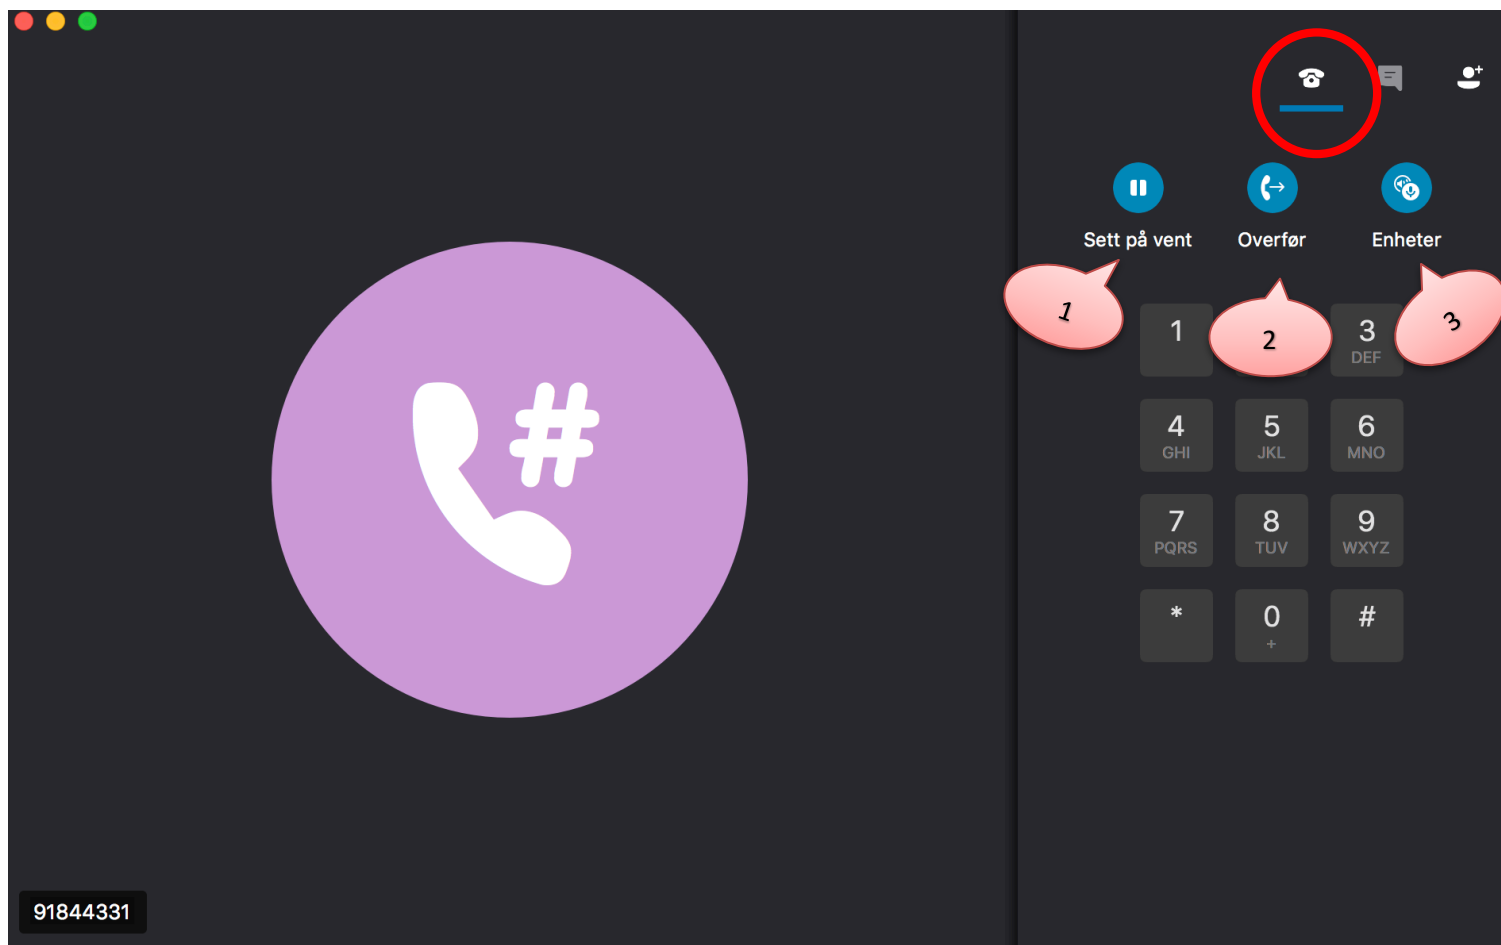 Sett på vent Overfør Enheter
1 2 3
1 3
DEF
4 5 6
GHI JKL MNO
7 8 9
PQRS TUV WXYZ
* 0 #
+
91844331